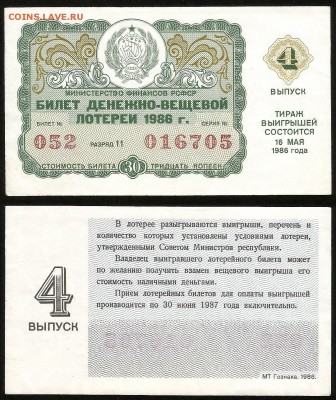 COINS.ЛАVE.RU
МИНИСТЕРСТВО ФИНАНСОВ РСФСР
БИЛЕТ ДЕНЕЖНО-ВЕЩЕВОЙ
ЛОТЕРЕИ 1986 г.
БИЛЕТ № СЕРИЯ №
052 РАЗРЯД 11 016705
СТОИМОСТЬ БИЛЕТА 30 ТРИДЦАТЬ КОПЕЕК
4
ВЫПУСК
ТИРАЖ
ВЫИГРЫШЕЙ
СОСТОИТСЯ
16 МАЯ
1986 года
4
ВЫПУСК
В лотерее разыгрываются выигрыши, перечень и
количество которых установлены условиями лотереи,
утвержденными Советом Министров республики.
Владелец выигравшего лотерейного билета может
по желанию получить взамен вещевого выигрыша его
стоимость наличными деньгами.
Прием лотерейных билетов для оплаты выигрышей
производится по 30 июня 1987 года включительно.
МТ Гознака. 1986.